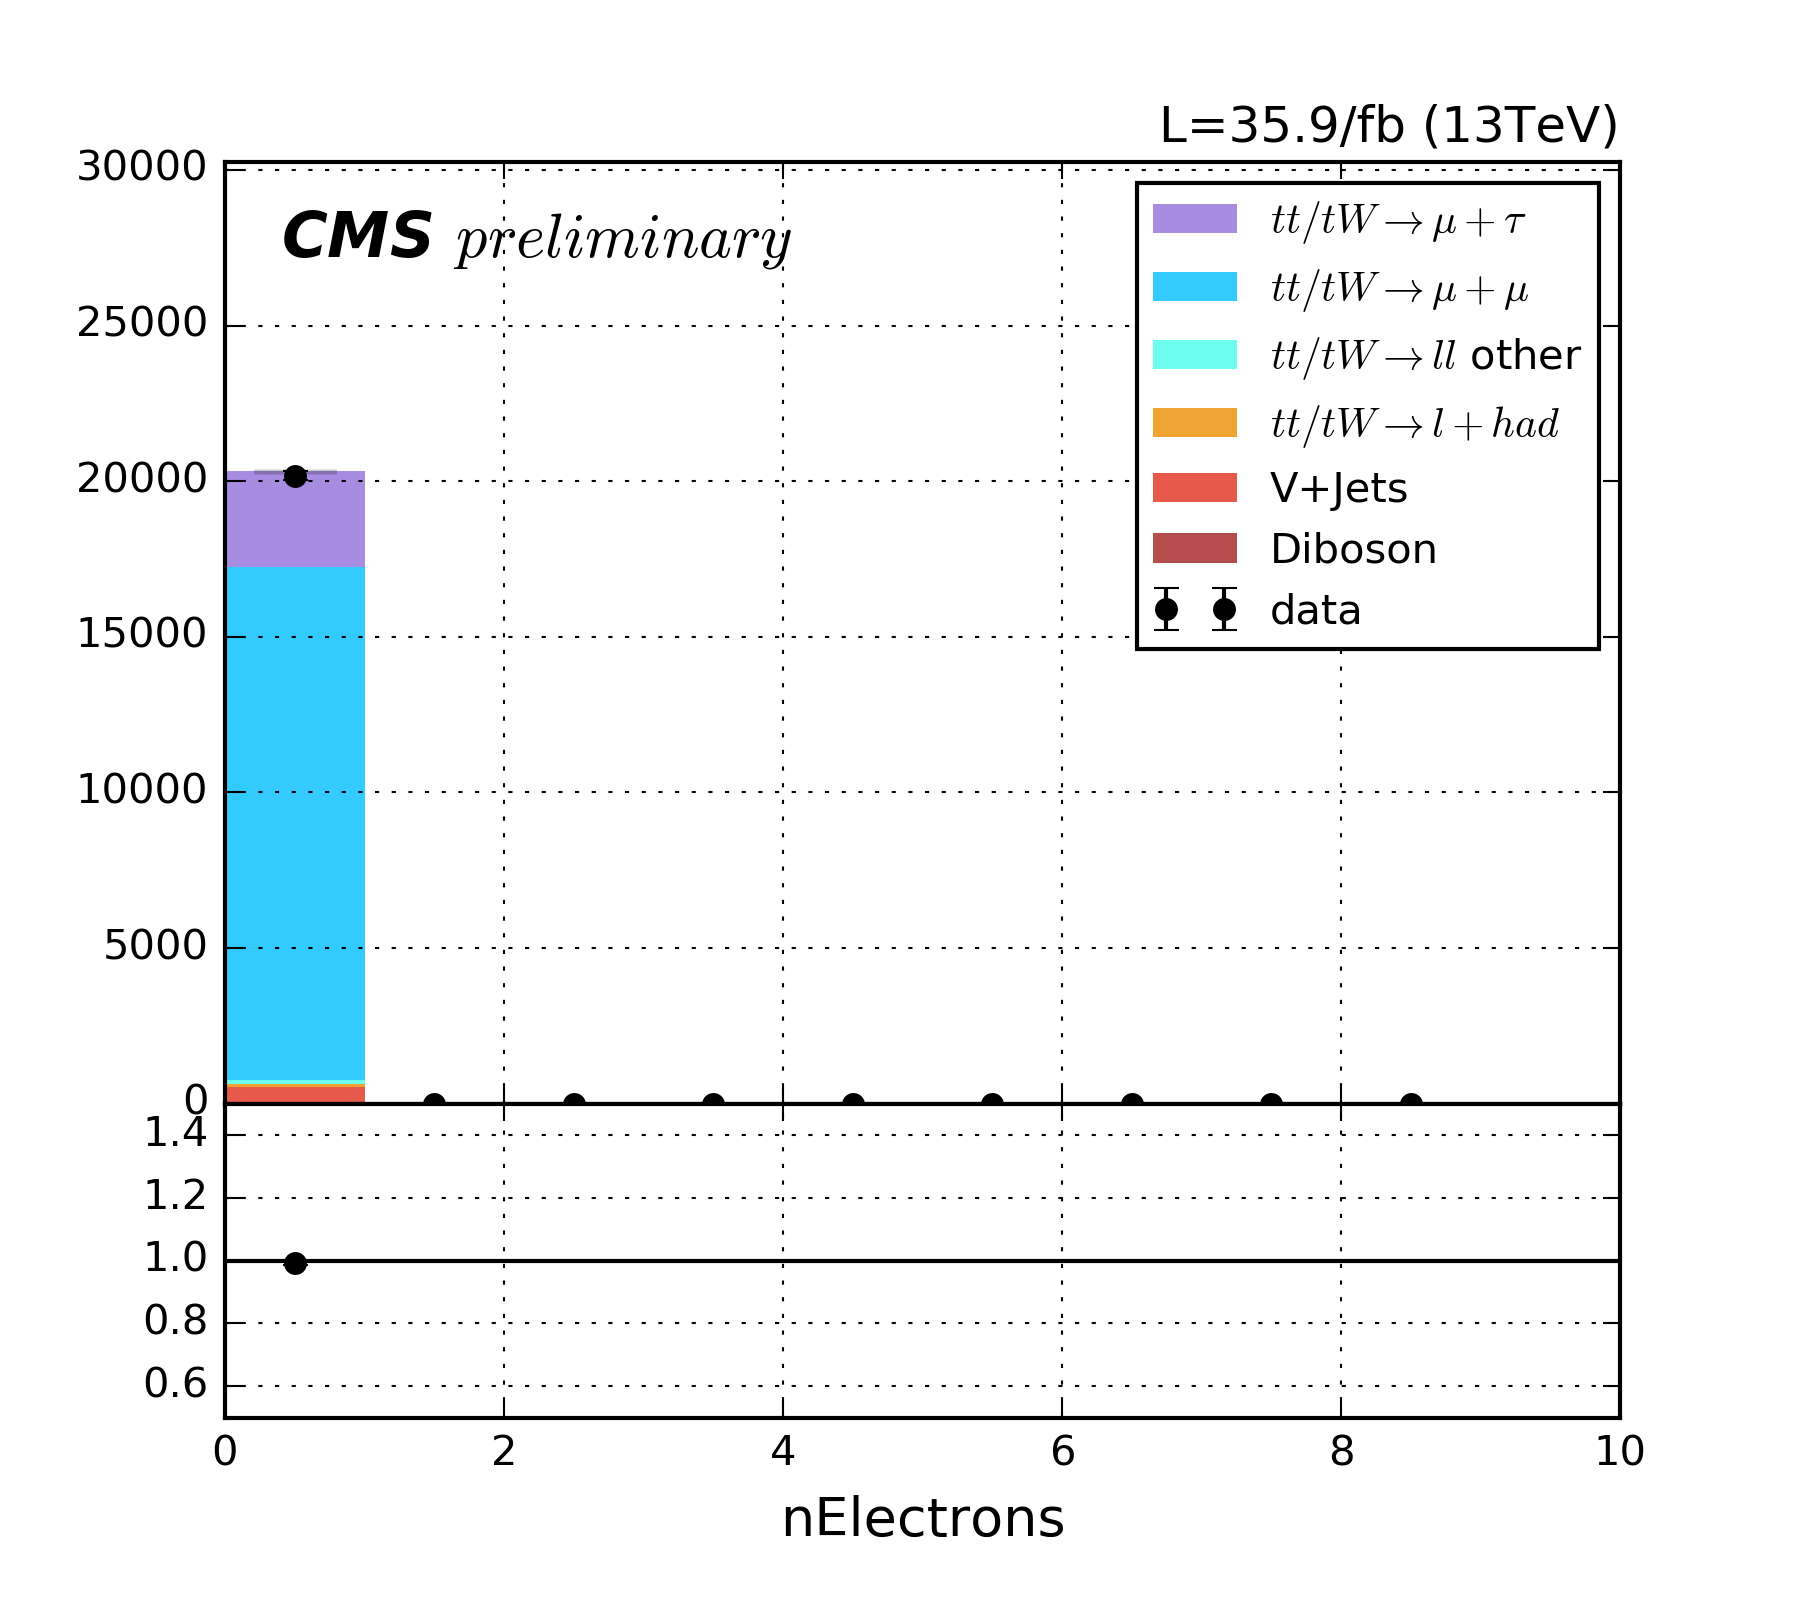 L=35.9/fb (13TeV)
CMS preliminary
30000
25000
20000
15000
10000
5000
0
tt/tW→μ+τ
tt/tW→μ+μ
tt/tW→ll other
tt/tW→l+had
V+Jets
Diboson
data
1.4
1.2
1.0
0.8
0.6
0 2 4 6 8 10
nElectrons